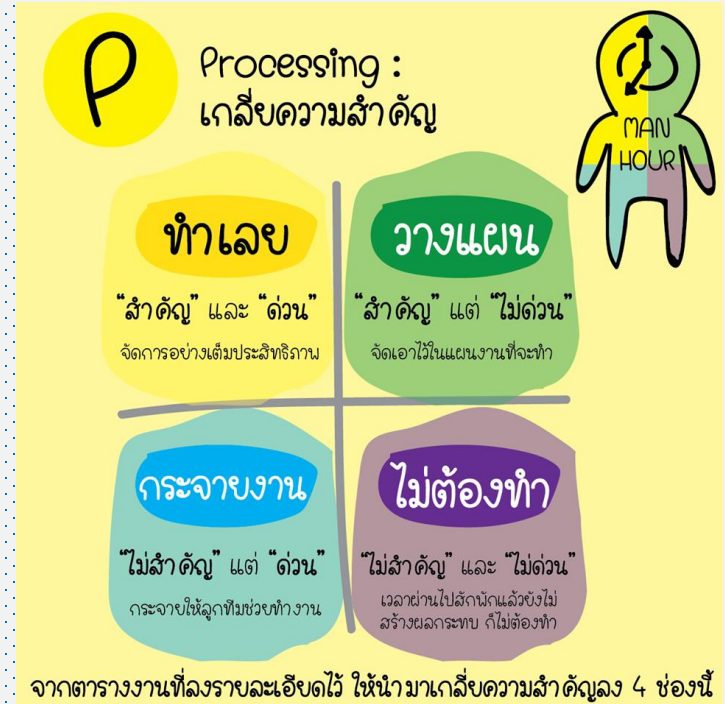 P
Processing :
เกลี่ยความสำคัญ
MAN
HOUR
ทำเลย
"สำคัญ" และ "ด่วน"
จัดการอย่างเต็มประสิทธิภาพ
วางแผน
"สำคัญ" แต่ "ไม่ด่วน"
จัดเอาไว้ในแผนงานที่จะทำ
กระจายงาน
"ไม่สำคัญ" แต่ "ด่วน"
กระจายให้ลูกทีมช่วยทำงาน
ไม่ต้องทำ
"ไม่สำคัญ" และ "ไม่ด่วน"
เวลาผ่านไปสักพักแล้วยังไม่
สร้างผลกระทบ ก็ไม่ต้องทำ
จากตารางงานที่ลงรายละเอียดไว้ ให้นำมาเกลี่ยความสำคัญลง 4 ช่องนี้